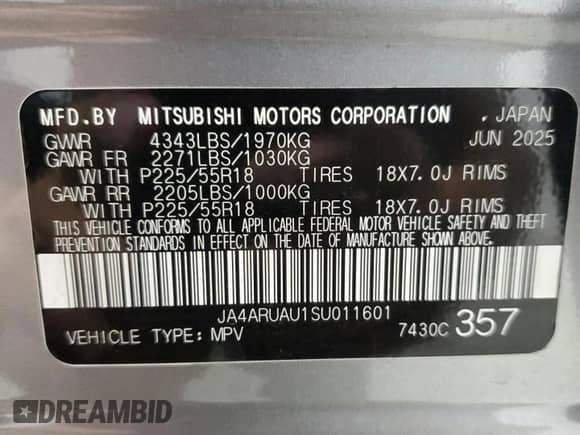 MFD.BY MITSUBISHI MOTORS CORPORATION . JAPAN
GVWR 4343LBS/1970KG JUN 2025
GAWR FR 2271LBS/1030KG
WITH P225/55R18 TIRES 18X7.0J RIMS
GAWR RR 2205LBS/1000KG
WITH P225/55R18 TIRES 18X7.0J RIMS
THIS VEHICLE CONFORMS TO ALL APPLICABLE FEDERAL MOTOR VEHICLE SAFETY AND THEFT
PREVENTION STANDARDS IN EFFECT ON THE DATE OF MANUFACTURE SHOWN ABOVE.
JA4ARUAU1SU011601
VEHICLE TYPE: MPV 7430C 357
DREAMBID